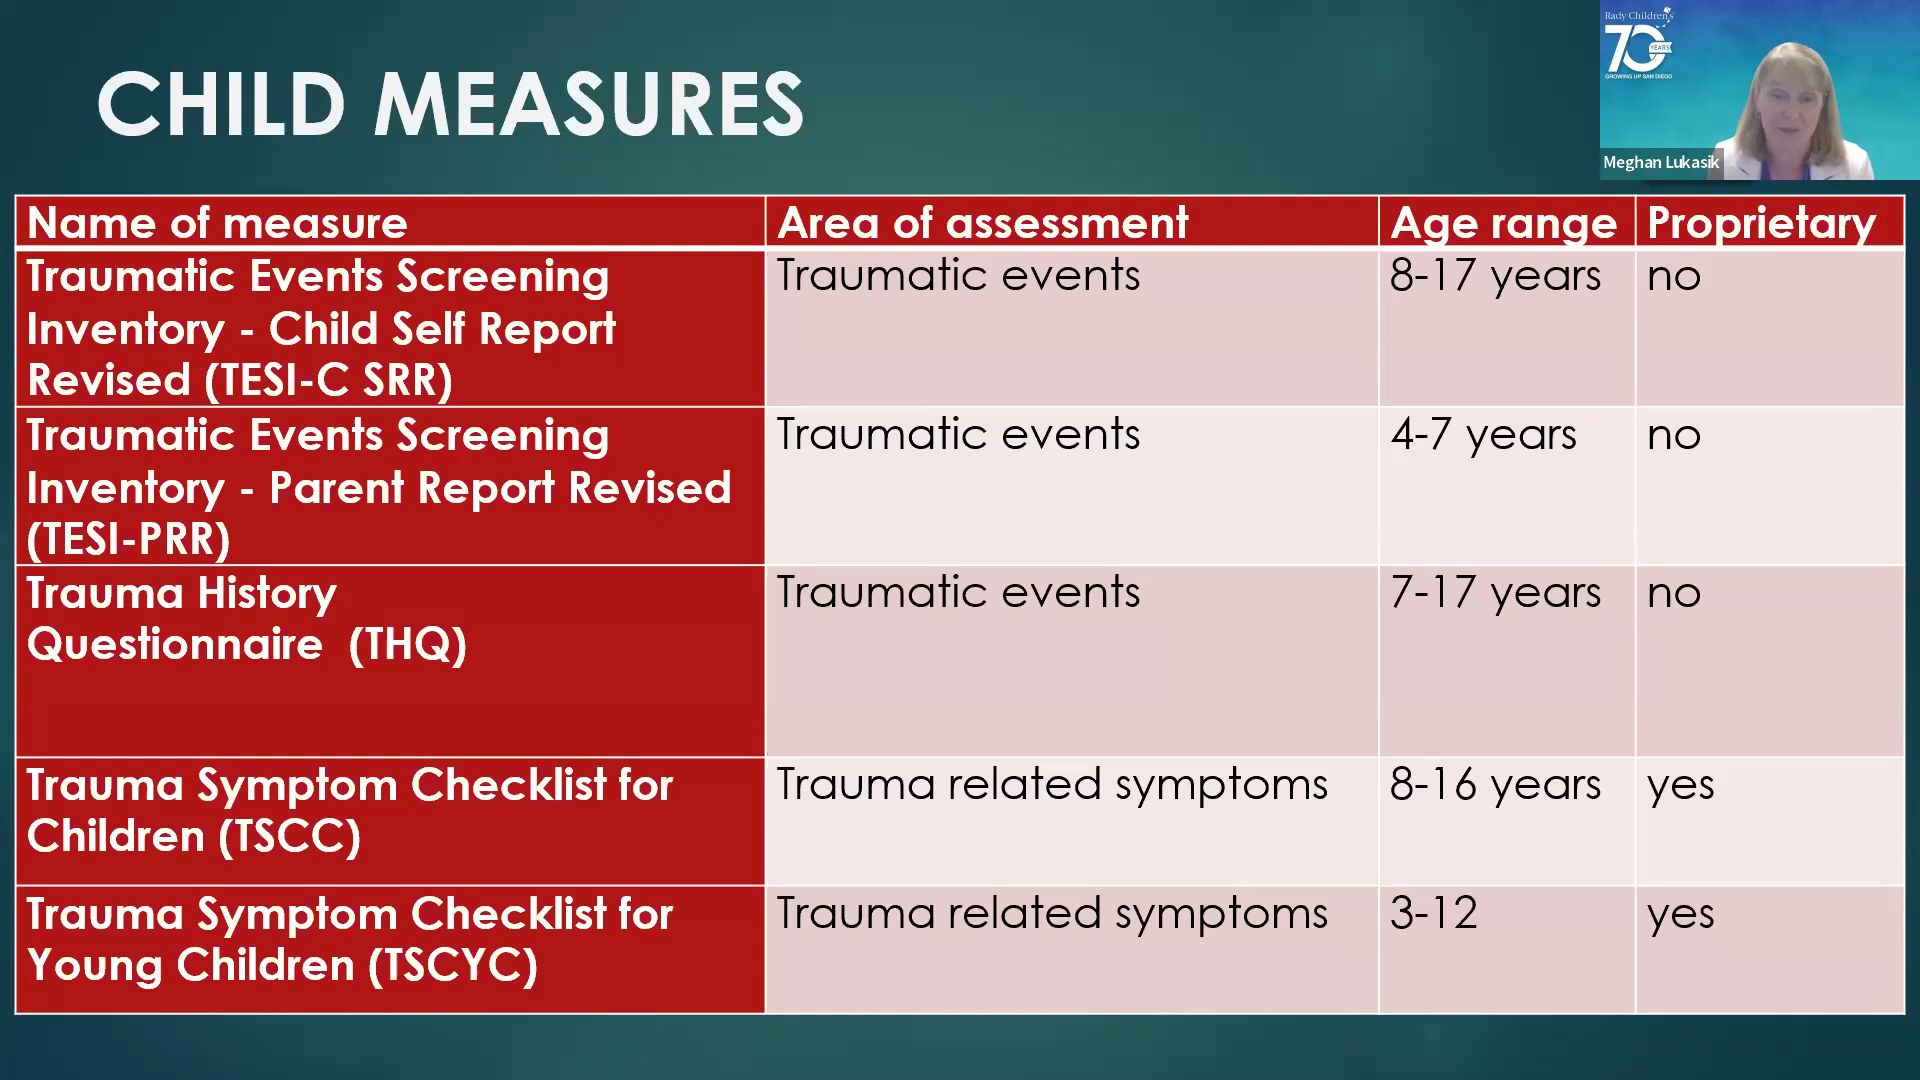 CHILD MEASURES
Rady Children's
70
YEARS
GROWING UP SAN DIEGO
Meghan Lukasik
Name of measure Area of assessment Age range Proprietary
Traumatic Events Screening Traumatic events 8-17 years no
Inventory - Child Self Report
Revised (TESI-C SRR)
Traumatic Events Screening Traumatic events 4-7 years no
Inventory - Parent Report Revised
(TESI-PRR)
Trauma History Traumatic events 7-17 years no
Questionnaire (THQ)
Trauma Symptom Checklist for Trauma related symptoms 8-16 years yes
Children (TSCC)
Trauma Symptom Checklist for Trauma related symptoms 3-12 yes
Young Children (TSCYC)